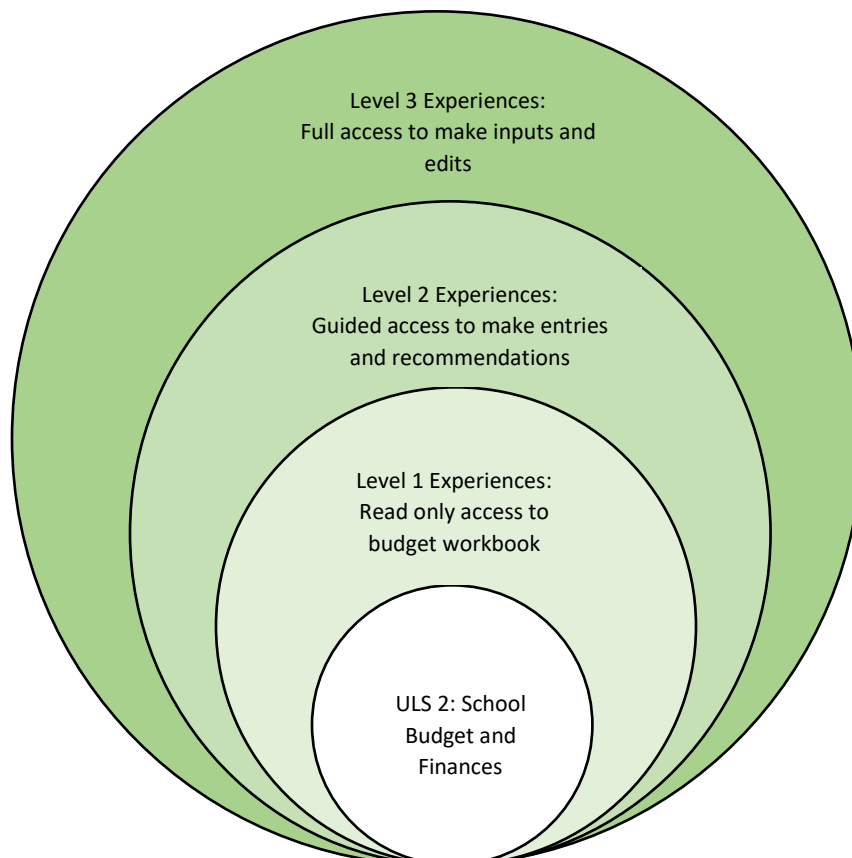 Level 3 Experiences:
Full access to make inputs and
edits
Level 2 Experiences:
Guided access to make entries
and recommendations
Level 1 Experiences:
Read only access to
budget workbook
ULS 2: School
Budget and
Finances